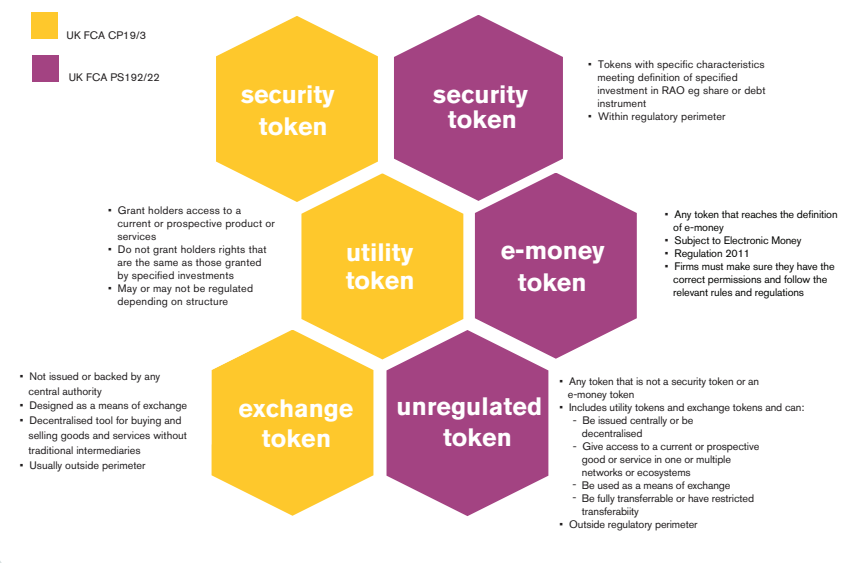 UK FCA CP19/3
UK FCA PS192/22
security
token
security
token
• Tokens with specific characteristics
meeting definition of specified
investment in RAO eg share or debt
instrument
• Within regulatory perimeter
• Grant holders access to a
current or prospective product or
services
• Do not grant holders rights that
are the same as those granted
by specified investments
• May or may not be regulated
depending on structure
utility
token
e-money
token
• Any token that reaches the definition
of e-money
• Subject to Electronic Money
• Regulation 2011
• Firms must make sure they have the
correct permissions and follow the
relevant rules and regulations
• Not issued or backed by any
central authority
• Designed as a means of exchange
• Decentralised tool for buying and
selling goods and services without
traditional intermediaries
• Usually outside perimeter
exchange
token
unregulated
token
• Any token that is not a security token or an
e-money token
• Includes utility tokens and exchange tokens and can:
- Be issued centrally or be
decentralised
- Give access to a current or prospective
good or service in one or multiple
networks or ecosystems
- Be used as a means of exchange
- Be fully transferrable or have restricted
transferabiity
• Outside regulatory perimeter